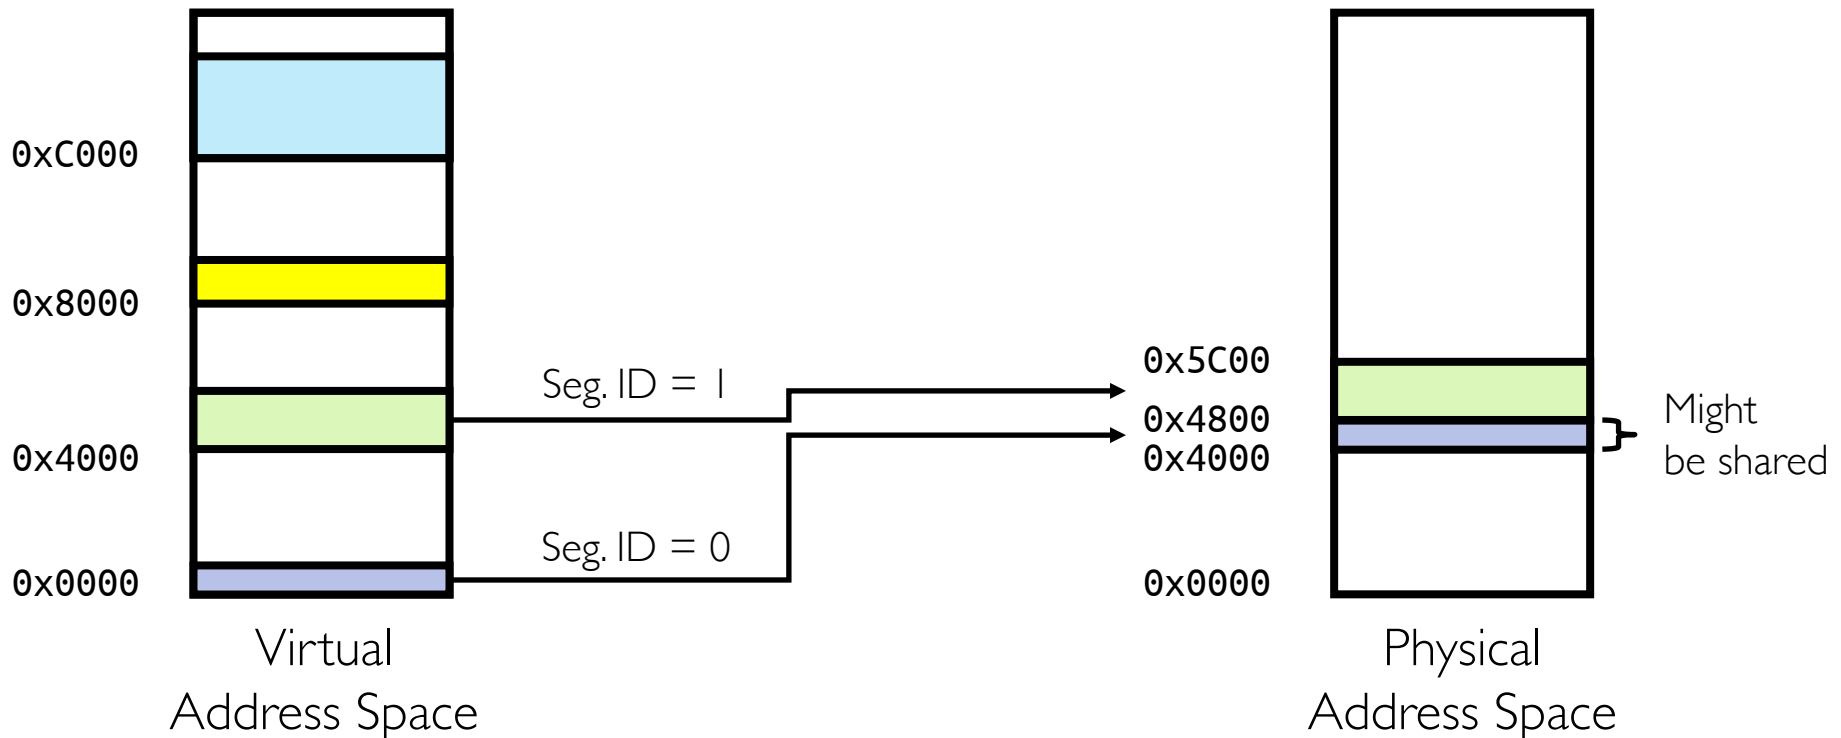 0xC000
0x8000
0x4000
0x0000
Virtual
Address Space
Seg. ID = 1
Seg. ID = 0
0x5C00
0x4800
0x4000
0x0000
Physical
Address Space
Might
be shared